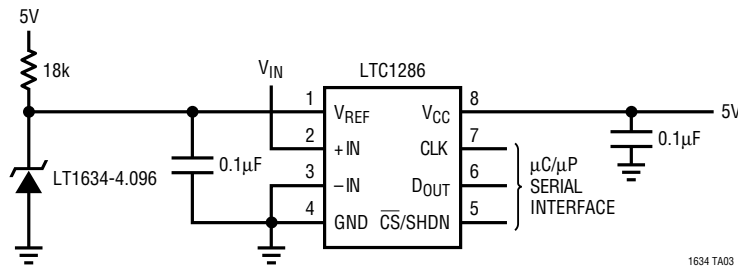 5V
18k
V_IN
LTC1286
1
V_REF
V_CC
8
5V
2
+IN
CLK
7
0.1µF
0.1µF
LT1634-4.096
3
–IN
D_OUT
6
µC/µP
SERIAL
INTERFACE
4
GND
C̅S̅/SHDN
5
1634 TA03